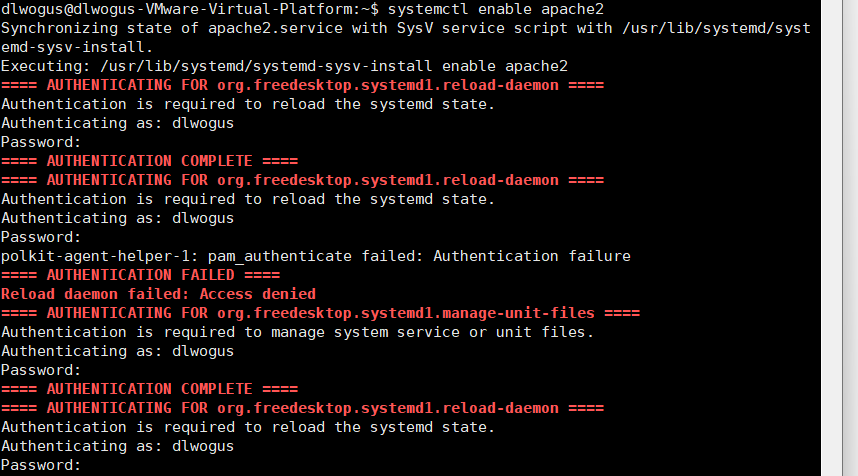 dlwogus@dlwogus-VMware-Virtual-Platform:~$ systemctl enable apache2
Synchronizing state of apache2.service with SysV service script with /usr/lib/systemd/syst
emd-sysv-install.
Executing: /usr/lib/systemd/systemd-sysv-install enable apache2
==== AUTHENTICATING FOR org.freedesktop.systemd1.reload-daemon ====
Authentication is required to reload the systemd state.
Authenticating as: dlwogus
Password:
==== AUTHENTICATION COMPLETE ====
==== AUTHENTICATING FOR org.freedesktop.systemd1.reload-daemon ====
Authentication is required to reload the systemd state.
Authenticating as: dlwogus
Password:
polkit-agent-helper-1: pam_authenticate failed: Authentication failure
==== AUTHENTICATION FAILED ====
Reload daemon failed: Access denied
==== AUTHENTICATING FOR org.freedesktop.systemd1.manage-unit-files ====
Authentication is required to manage system service or unit files.
Authenticating as: dlwogus
Password:
==== AUTHENTICATION COMPLETE ====
==== AUTHENTICATING FOR org.freedesktop.systemd1.reload-daemon ====
Authentication is required to reload the systemd state.
Authenticating as: dlwogus
Password: